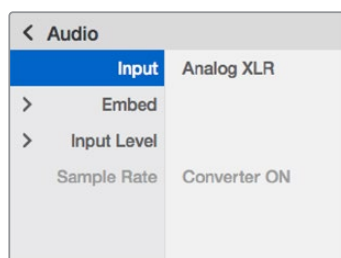 Audio
Input Analog XLR
Embed
Input Level
Sample Rate Converter ON